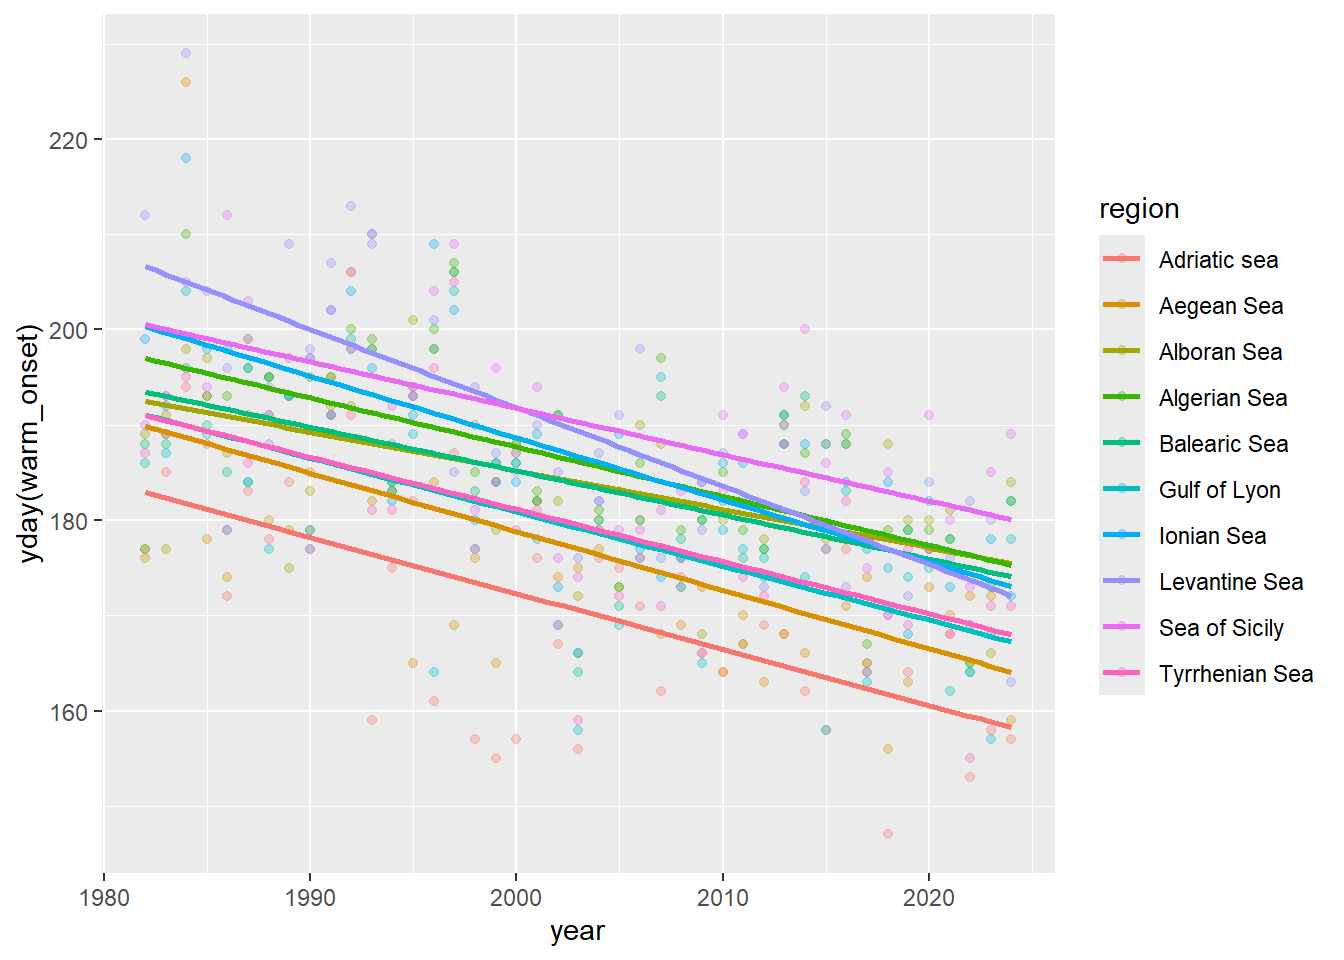 220
200
180
160
yday(warm_onset)
1980
1990
2000
2010
2020
year
region
Adriatic sea
Aegean Sea
Alboran Sea
Algerian Sea
Balearic Sea
Gulf of Lyon
Ionian Sea
Levantine Sea
Sea of Sicily
Tyrrhenian Sea